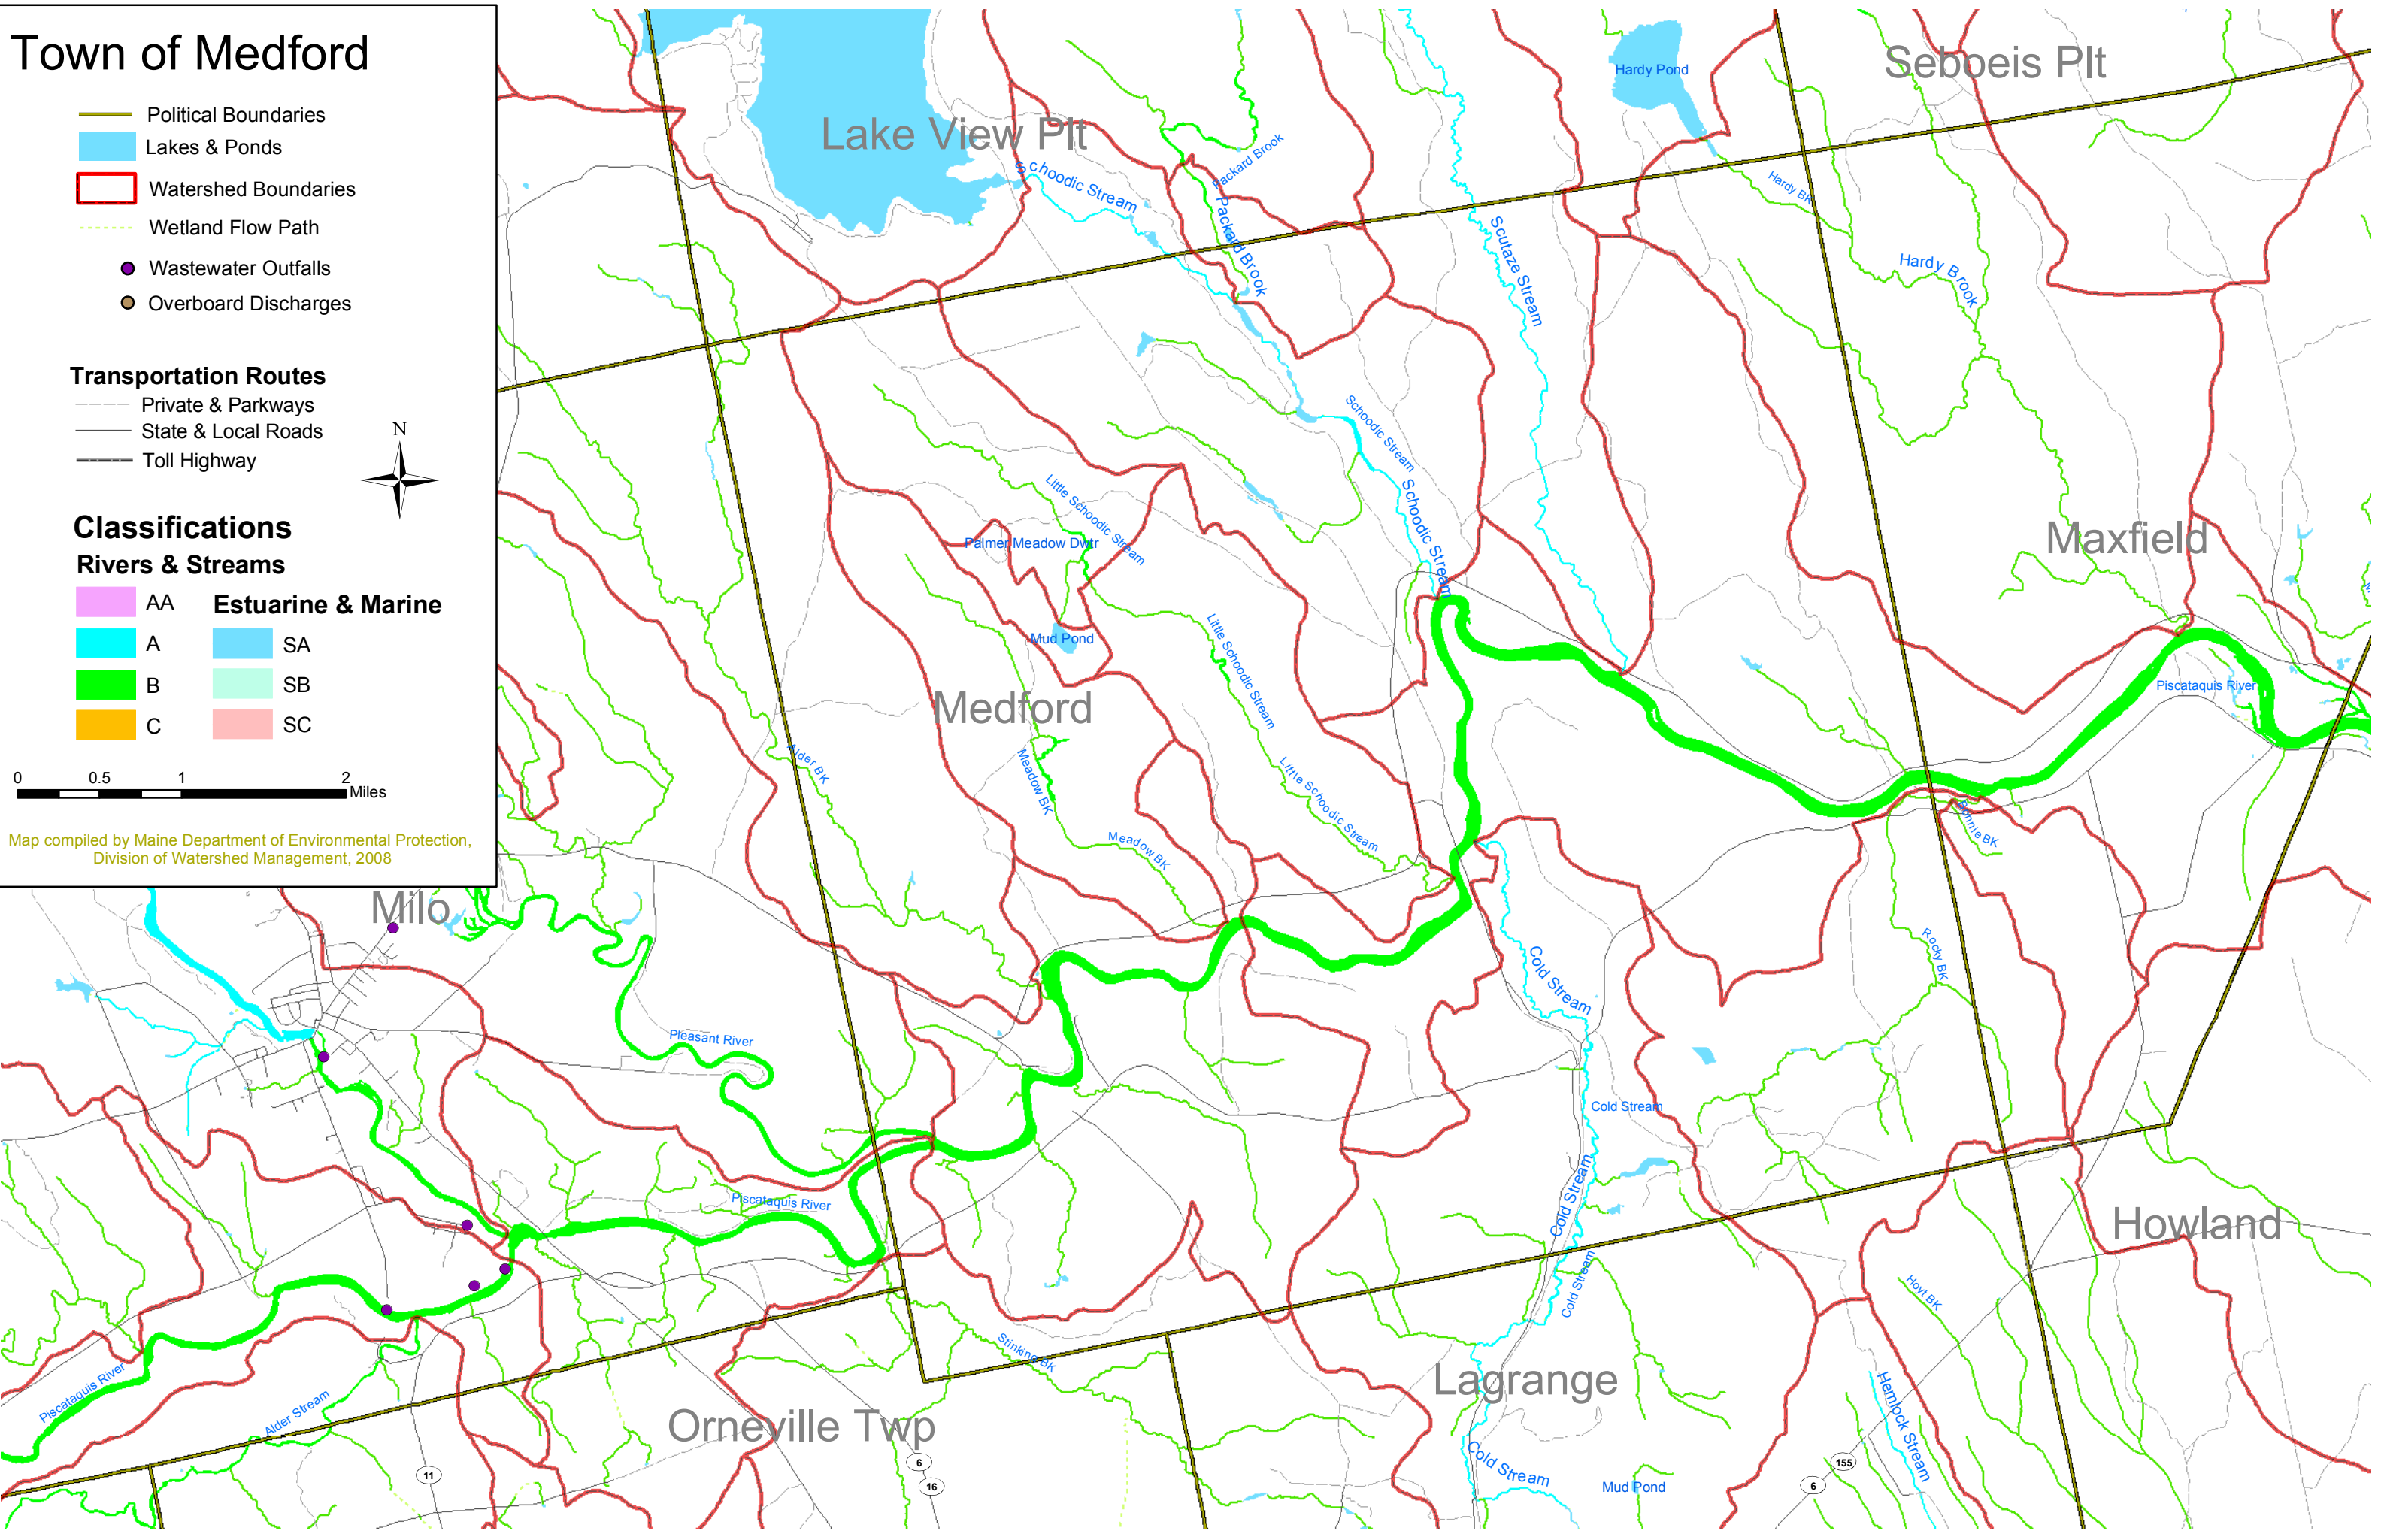 Town of Medford
Political Boundaries
Lakes & Ponds
Watershed Boundaries
Wetland Flow Path
Wastewater Outfalls
Overboard Discharges
Transportation Routes
Private & Parkways
State & Local Roads
Toll Highway
N
Classifications
Rivers & Streams
AA
A
B
C
Estuarine & Marine
SA
SB
SC
0 0.5 1 2
Miles
Map compiled by Maine Department of Environmental Protection,
Division of Watershed Management, 2008
Seboeis Plt
Hardy Pond
Lake View Plt
Packard Brook
Schoodic Stream
Hardy BK
Packard Brook
Scutaze Stream
Hardy Brook
Schoodic Stream
Little Schoodic Stream
Schoodic Stream
Palmer Meadow Dwtr
Maxfield
Mud Pond
Little Schoodic Stream
Piscataquis River
Medford
Alder BK
Meadow BK
Little Schoodic Stream
Meadow BK
Bonnie BK
Milo
Rocky BK
Cold Stream
Pleasant River
Cold Stream
Piscataquis River
Cold Stream
Howland
Cold Stream
Hoyt BK
Stinking BK
Piscataquis River
Lagrange
Alder Stream
Orneville Twp
Hemlock Stream
Cold Stream
Mud Pond
11
6
16
155
6